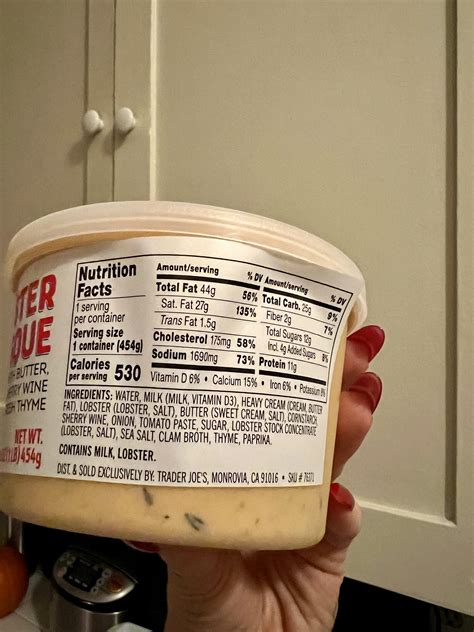 TER
QUE
TH BUTTER,
RRY WINE
ESH THYME
NET WT.
454g
Nutrition
Facts
1 serving
per container
Serving size
1 container (454g)
Calories
per serving 530
Amount/serving % DV
Total Fat 44g 56%
Sat. Fat 27g 135%
Trans Fat 1.5g
Cholesterol 175mg 58%
Sodium 1690mg 73%
Amount/serving % DV
Total Carb. 25g 9%
Fiber 2g 7%
Total Sugars 12g
Incl. 4g Added Sugars 8%
Protein 11g
Vitamin D 6% • Calcium 15% • Iron 6% • Potassium 8%
INGREDIENTS: WATER, MILK (MILK, VITAMIN D3), HEAVY CREAM (CREAM, BUTTER
FAT), LOBSTER (LOBSTER, SALT), BUTTER (SWEET CREAM, SALT), CORNSTARCH,
SHERRY WINE, ONION, TOMATO PASTE, SUGAR, LOBSTER STOCK CONCENTRATE
(LOBSTER, SALT), SEA SALT, CLAM BROTH, THYME, PAPRIKA.
CONTAINS MILK, LOBSTER.
DIST. & SOLD EXCLUSIVELY BY: TRADER JOE'S, MONROVIA, CA 91016 • SKU # 76371